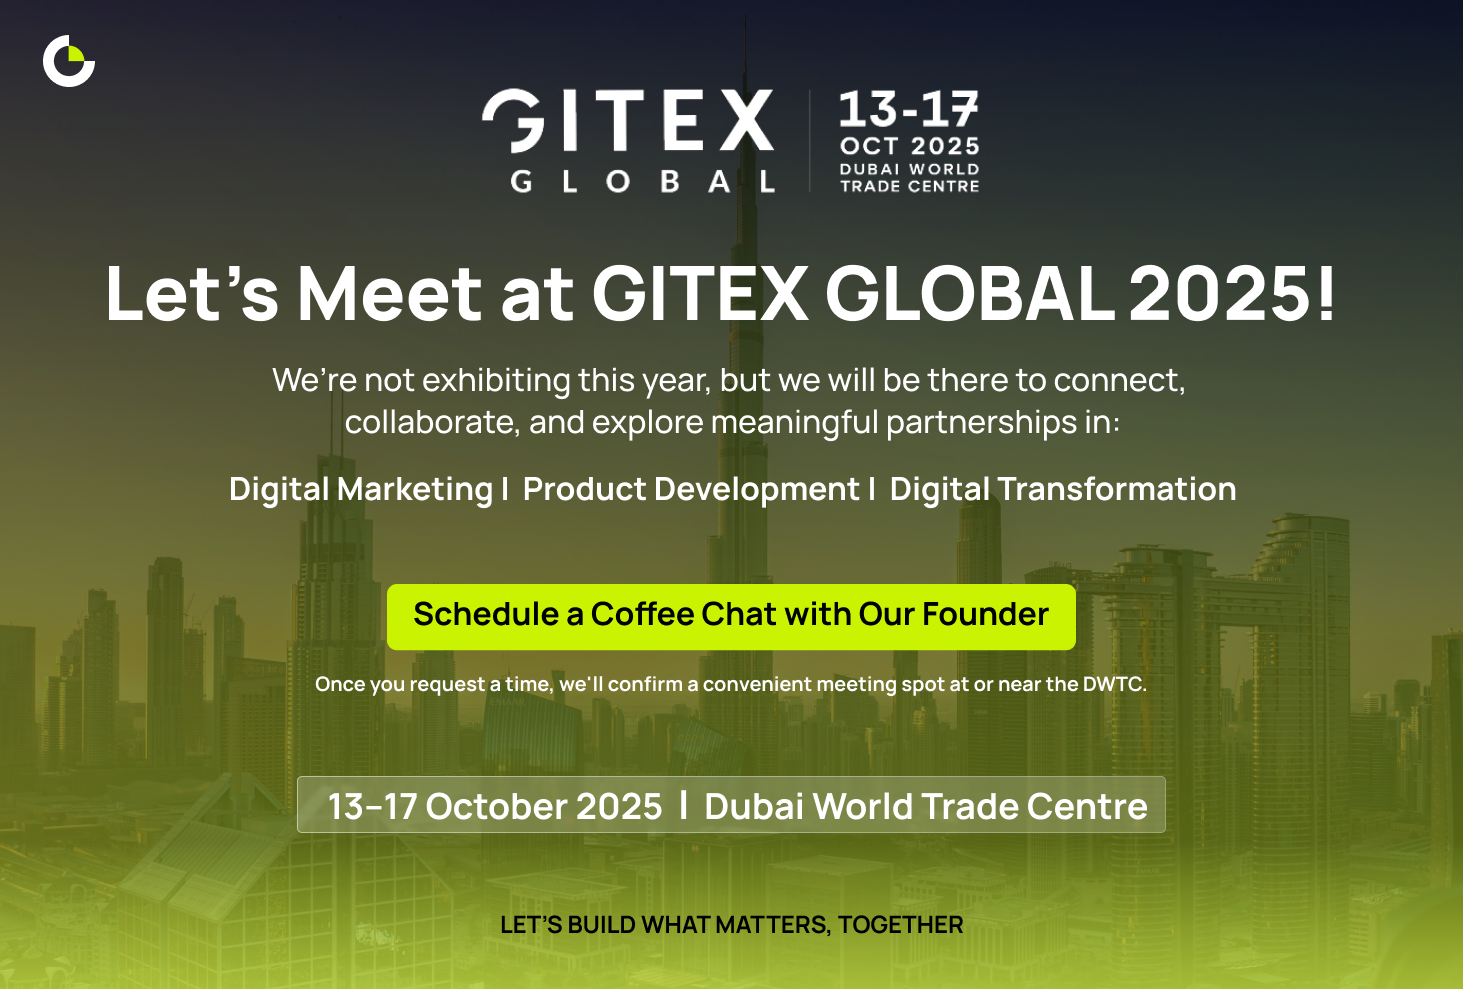 GITEX
GLOBAL
13-17
OCT 2025
DUBAI WORLD
TRADE CENTRE
Let’s Meet at GITEX GLOBAL 2025!
We’re not exhibiting this year, but we will be there to connect,
collaborate, and explore meaningful partnerships in:
Digital Marketing | Product Development | Digital Transformation
Schedule a Coffee Chat with Our Founder
Once you request a time, we'll confirm a convenient meeting spot at or near the DWTC.
13–17 October 2025 | Dubai World Trade Centre
LET’S BUILD WHAT MATTERS, TOGETHER